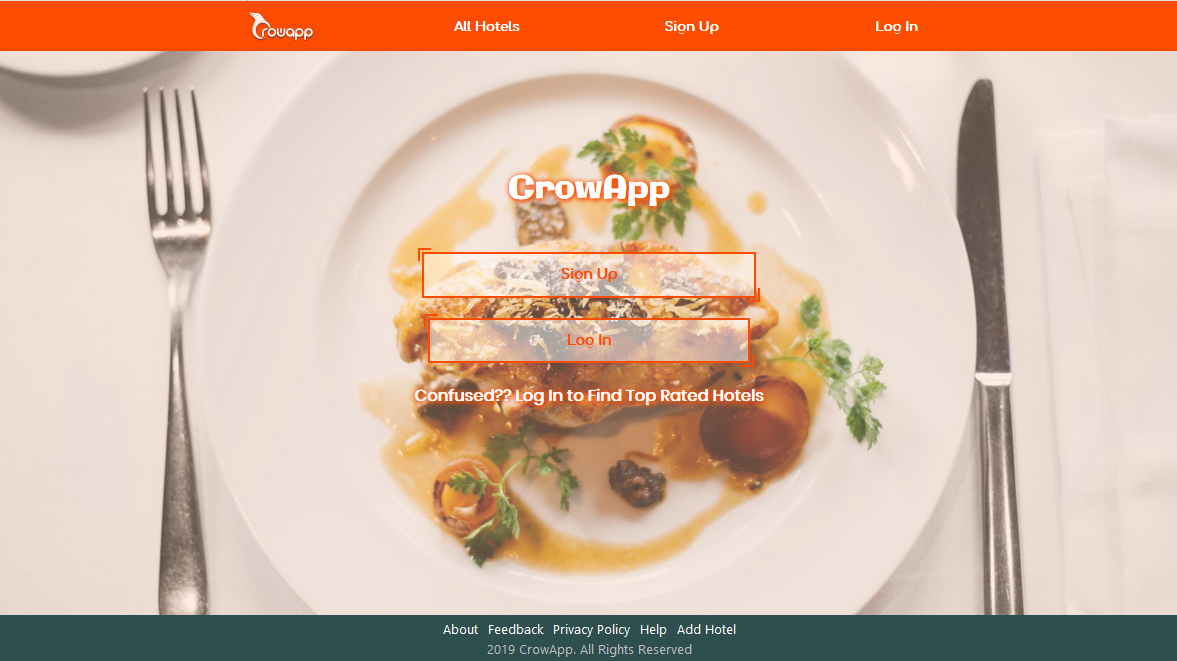 Crowapp All Hotels Sign Up Log In
CrowApp
Sign Up
Log In
Confused?? Log In to Find Top Rated Hotels
About Feedback Privacy Policy Help Add Hotel
2019 CrowApp. All Rights Reserved